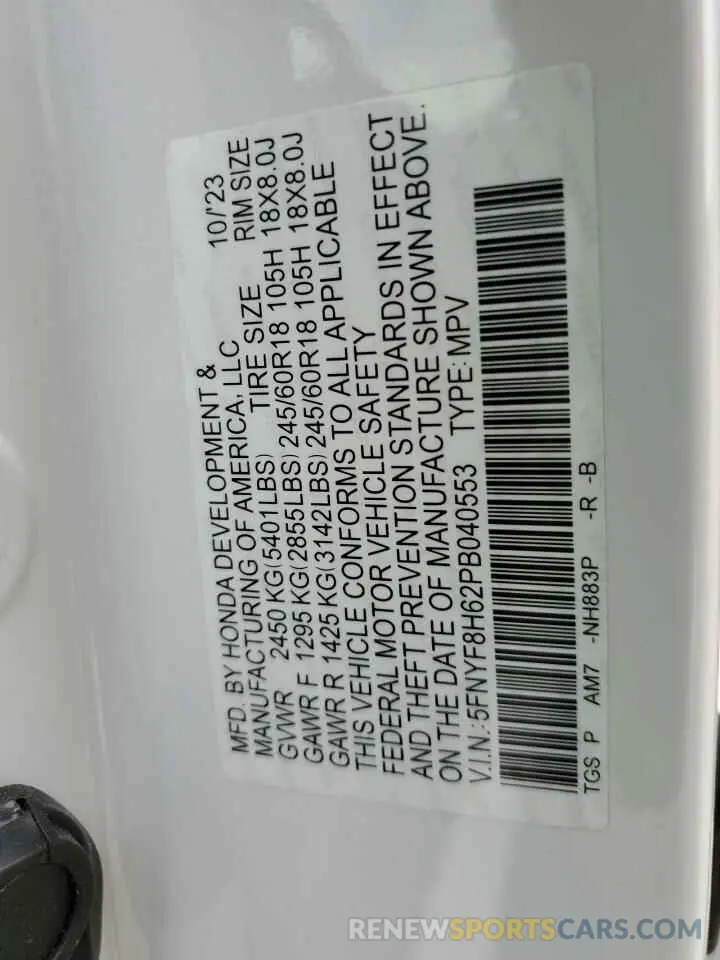 MFD. BY HONDA DEVELOPMENT & 10/'23
MANUFACTURING OF AMERICA, LLC
TIRE SIZE RIM SIZE
GVWR 2450 KG(5401LBS)
GAWR F 1295 KG(2855LBS) 245/60R18 105H 18X8.0J
GAWR R 1425 KG(3142LBS) 245/60R18 105H 18X8.0J
THIS VEHICLE CONFORMS TO ALL APPLICABLE
FEDERAL MOTOR VEHICLE SAFETY
AND THEFT PREVENTION STANDARDS IN EFFECT
ON THE DATE OF MANUFACTURE SHOWN ABOVE.
V.I.N.:5FNYF8H62PB040553 TYPE:MPV
TGS P AM7 -NH883P -R -B
RENEWSPORTSCARS.COM